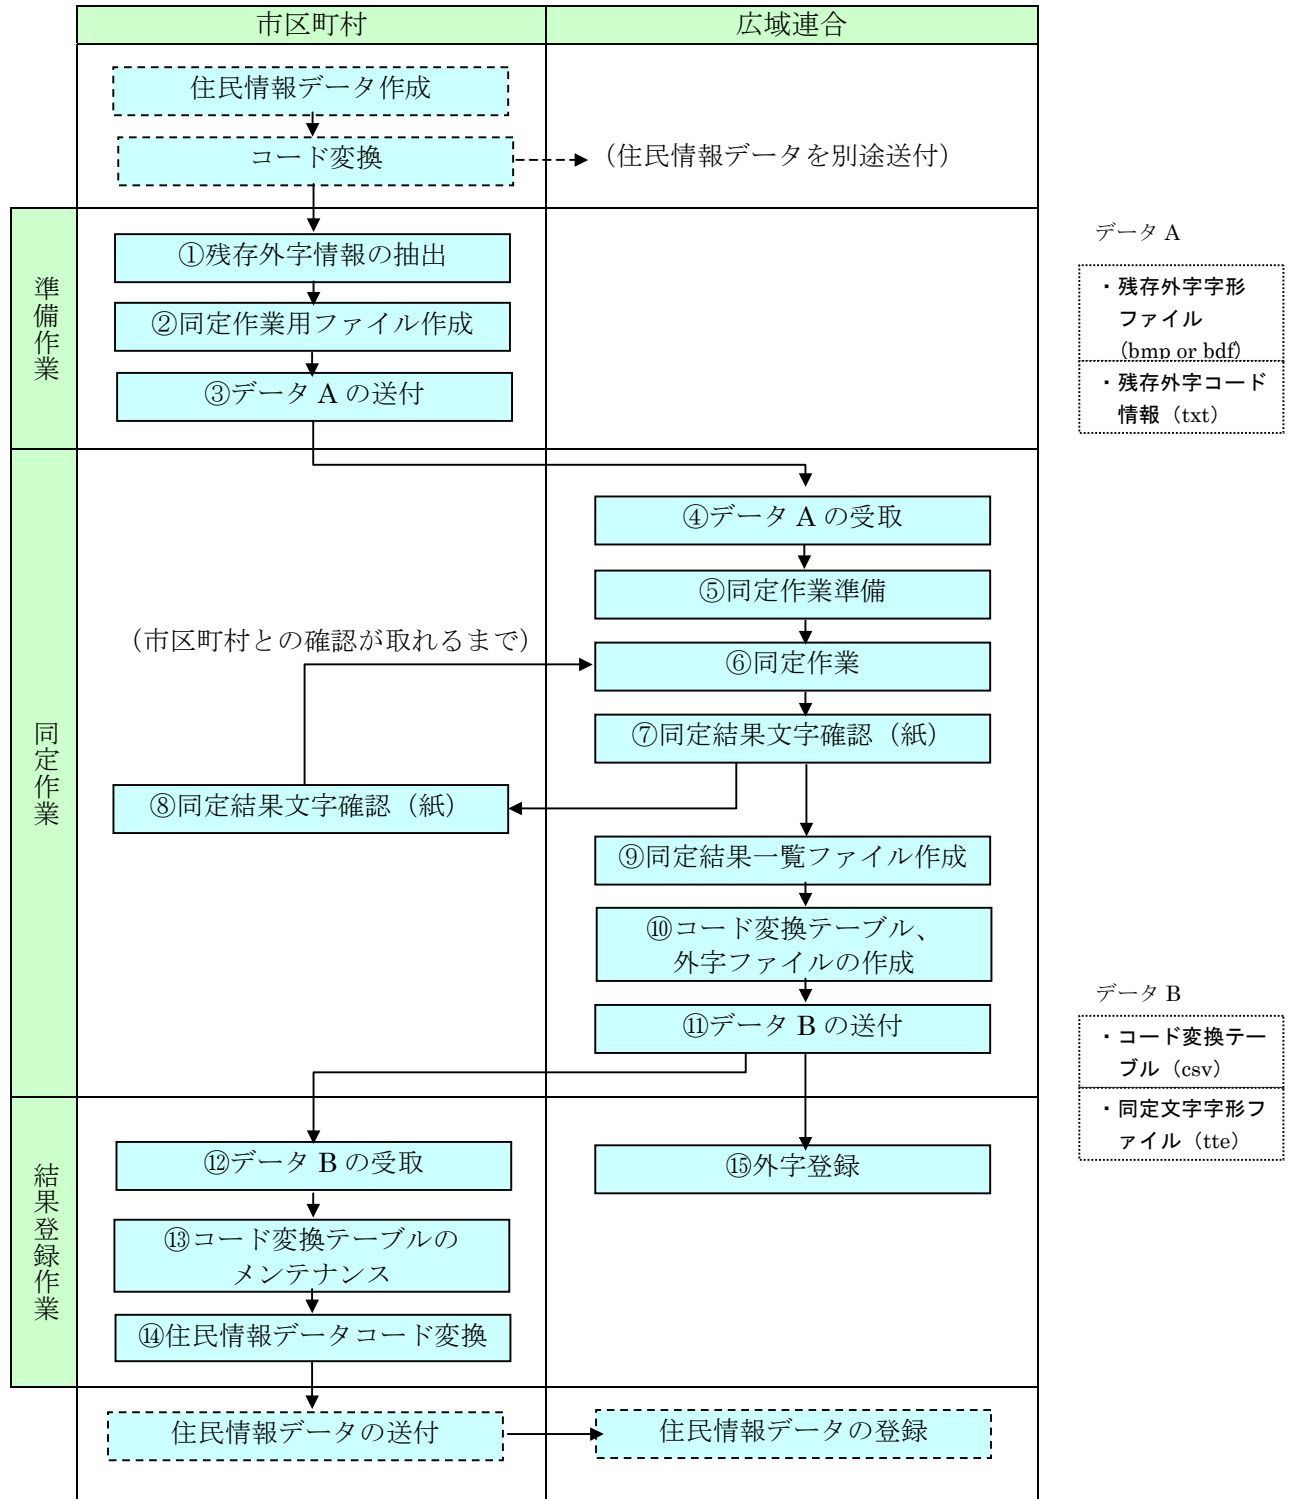 市区町村
広域連合
住民情報データ作成
コード変換
（住民情報データを別途送付）
準備作業
①残存外字情報の抽出
②同定作業用ファイル作成
③データ A の送付
データ A
・残存外字字形
ファイル
（bmp or bdf）
・残存外字コード
情報（txt）
同定作業
④データ A の受取
⑤同定作業準備
（市区町村との確認が取れるまで）
⑥同定作業
⑦同定結果文字確認（紙）
⑧同定結果文字確認（紙）
⑨同定結果一覧ファイル作成
⑩コード変換テーブル、
外字ファイルの作成
⑪データ B の送付
データ B
・コード変換テー
ブル（csv）
・同定文字字形フ
ァイル（tte）
結果登録作業
⑫データ B の受取
⑮外字登録
⑬コード変換テーブルの
メンテナンス
⑭住民情報データコード変換
住民情報データの送付
住民情報データの登録